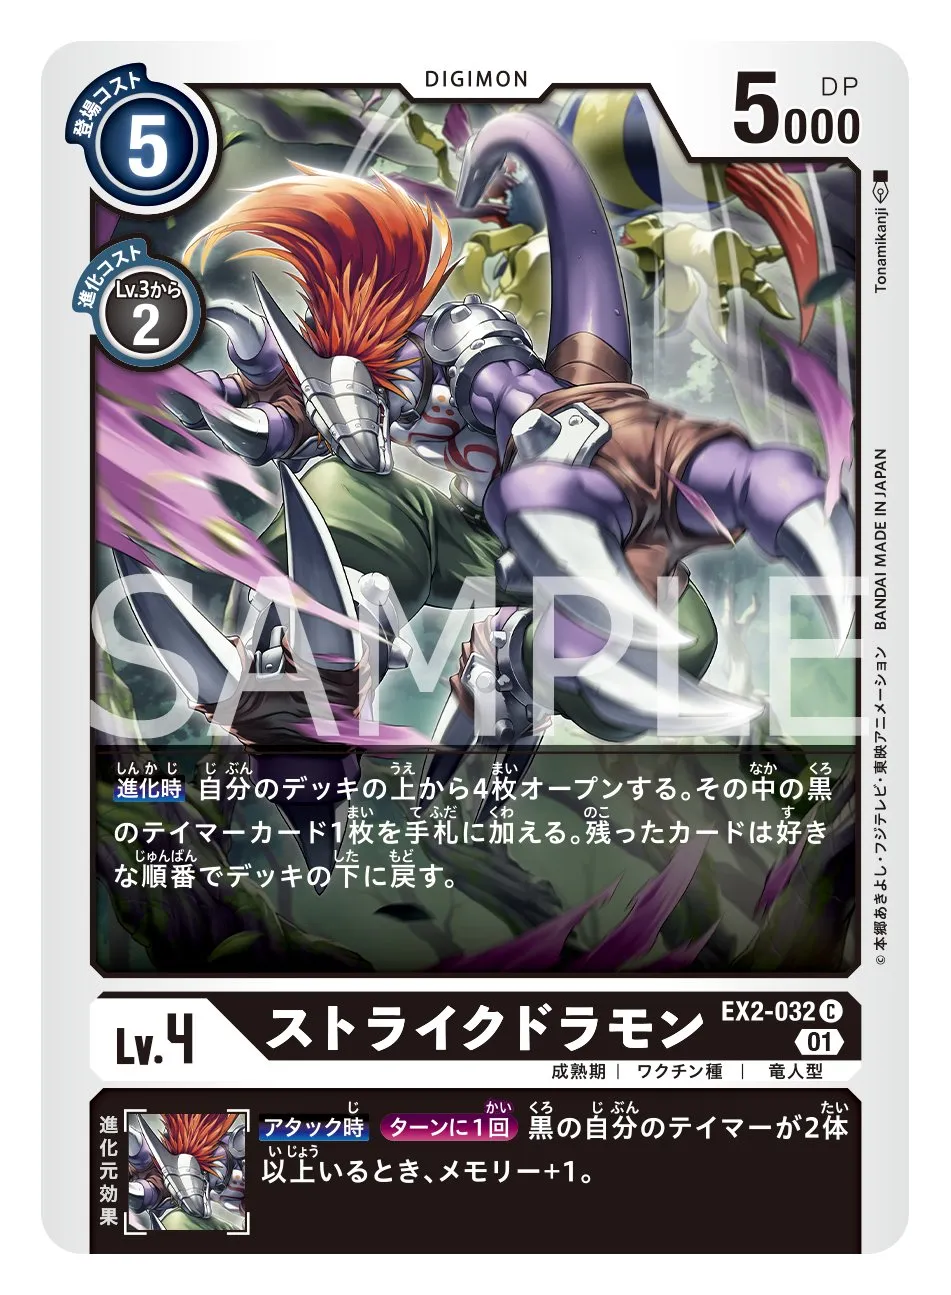 DIGIMON
登場コスト
5
DP
5000
進化コスト
Lv.3から
2
Tonamikanji
SAMPLE
進化時 自分のデッキの上から4枚オープンする。その中の黒
のテイマーカード1枚を手札に加える。残ったカードは好き
な順番でデッキの下に戻す。
©本郷あきよし・フジテレビ・東映アニメーション BANDAI MADE IN JAPAN
Lv.4
ストライクドラモン
EX2-032 C
01
成熟期 | ワクチン種 | 竜人型
進化元効果
アタック時 ターンに1回 黒の自分のテイマーが2体
以上いるとき、メモリー+1。